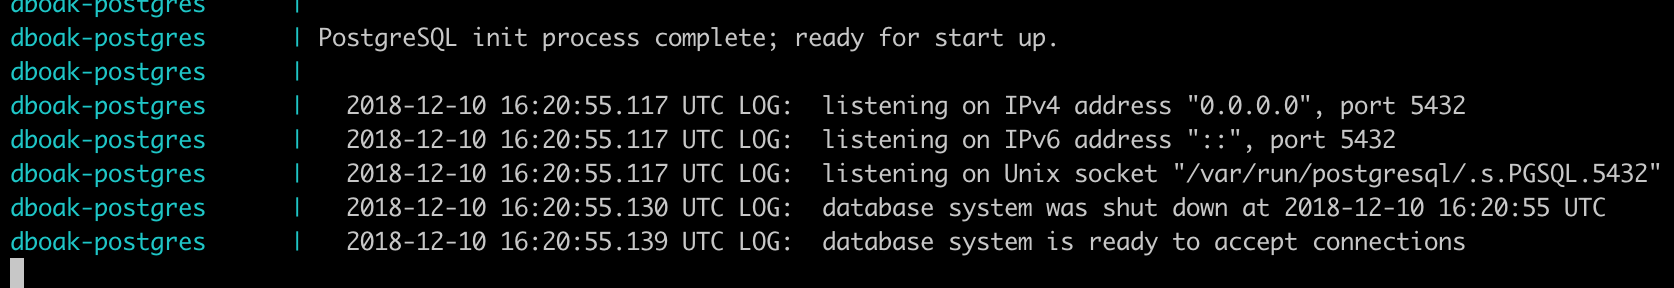 dboak-postgres |
dboak-postgres | PostgreSQL init process complete; ready for start up.
dboak-postgres |
dboak-postgres | 2018-12-10 16:20:55.117 UTC LOG: listening on IPv4 address "0.0.0.0", port 5432
dboak-postgres | 2018-12-10 16:20:55.117 UTC LOG: listening on IPv6 address "::", port 5432
dboak-postgres | 2018-12-10 16:20:55.117 UTC LOG: listening on Unix socket "/var/run/postgresql/.s.PGSQL.5432"
dboak-postgres | 2018-12-10 16:20:55.130 UTC LOG: database system was shut down at 2018-12-10 16:20:55 UTC
dboak-postgres | 2018-12-10 16:20:55.139 UTC LOG: database system is ready to accept connections